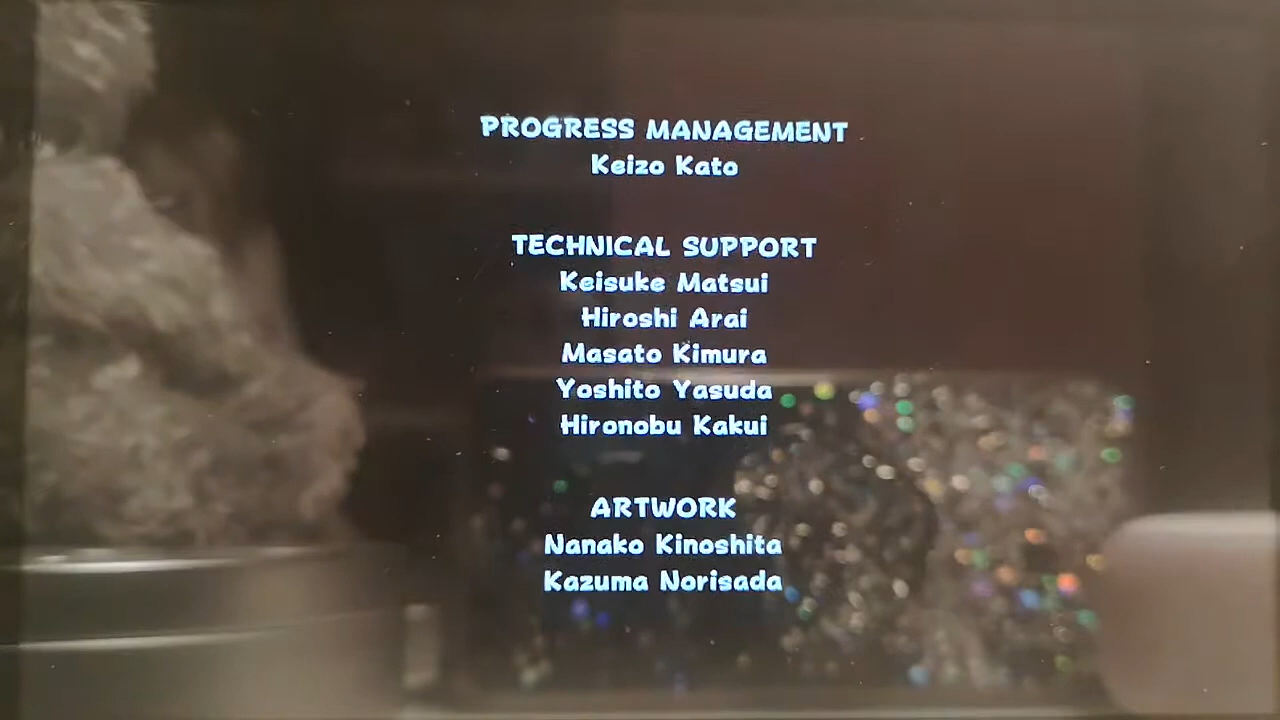 PROGRESS MANAGEMENT
Keizo Kato
TECHNICAL SUPPORT
Keisuke Matsui
Hiroshi Arai
Masato Kimura
Yoshito Yasuda
Hironobu Kakui
ARTWORK
Nanako Kinoshita
Kazuma Norisada